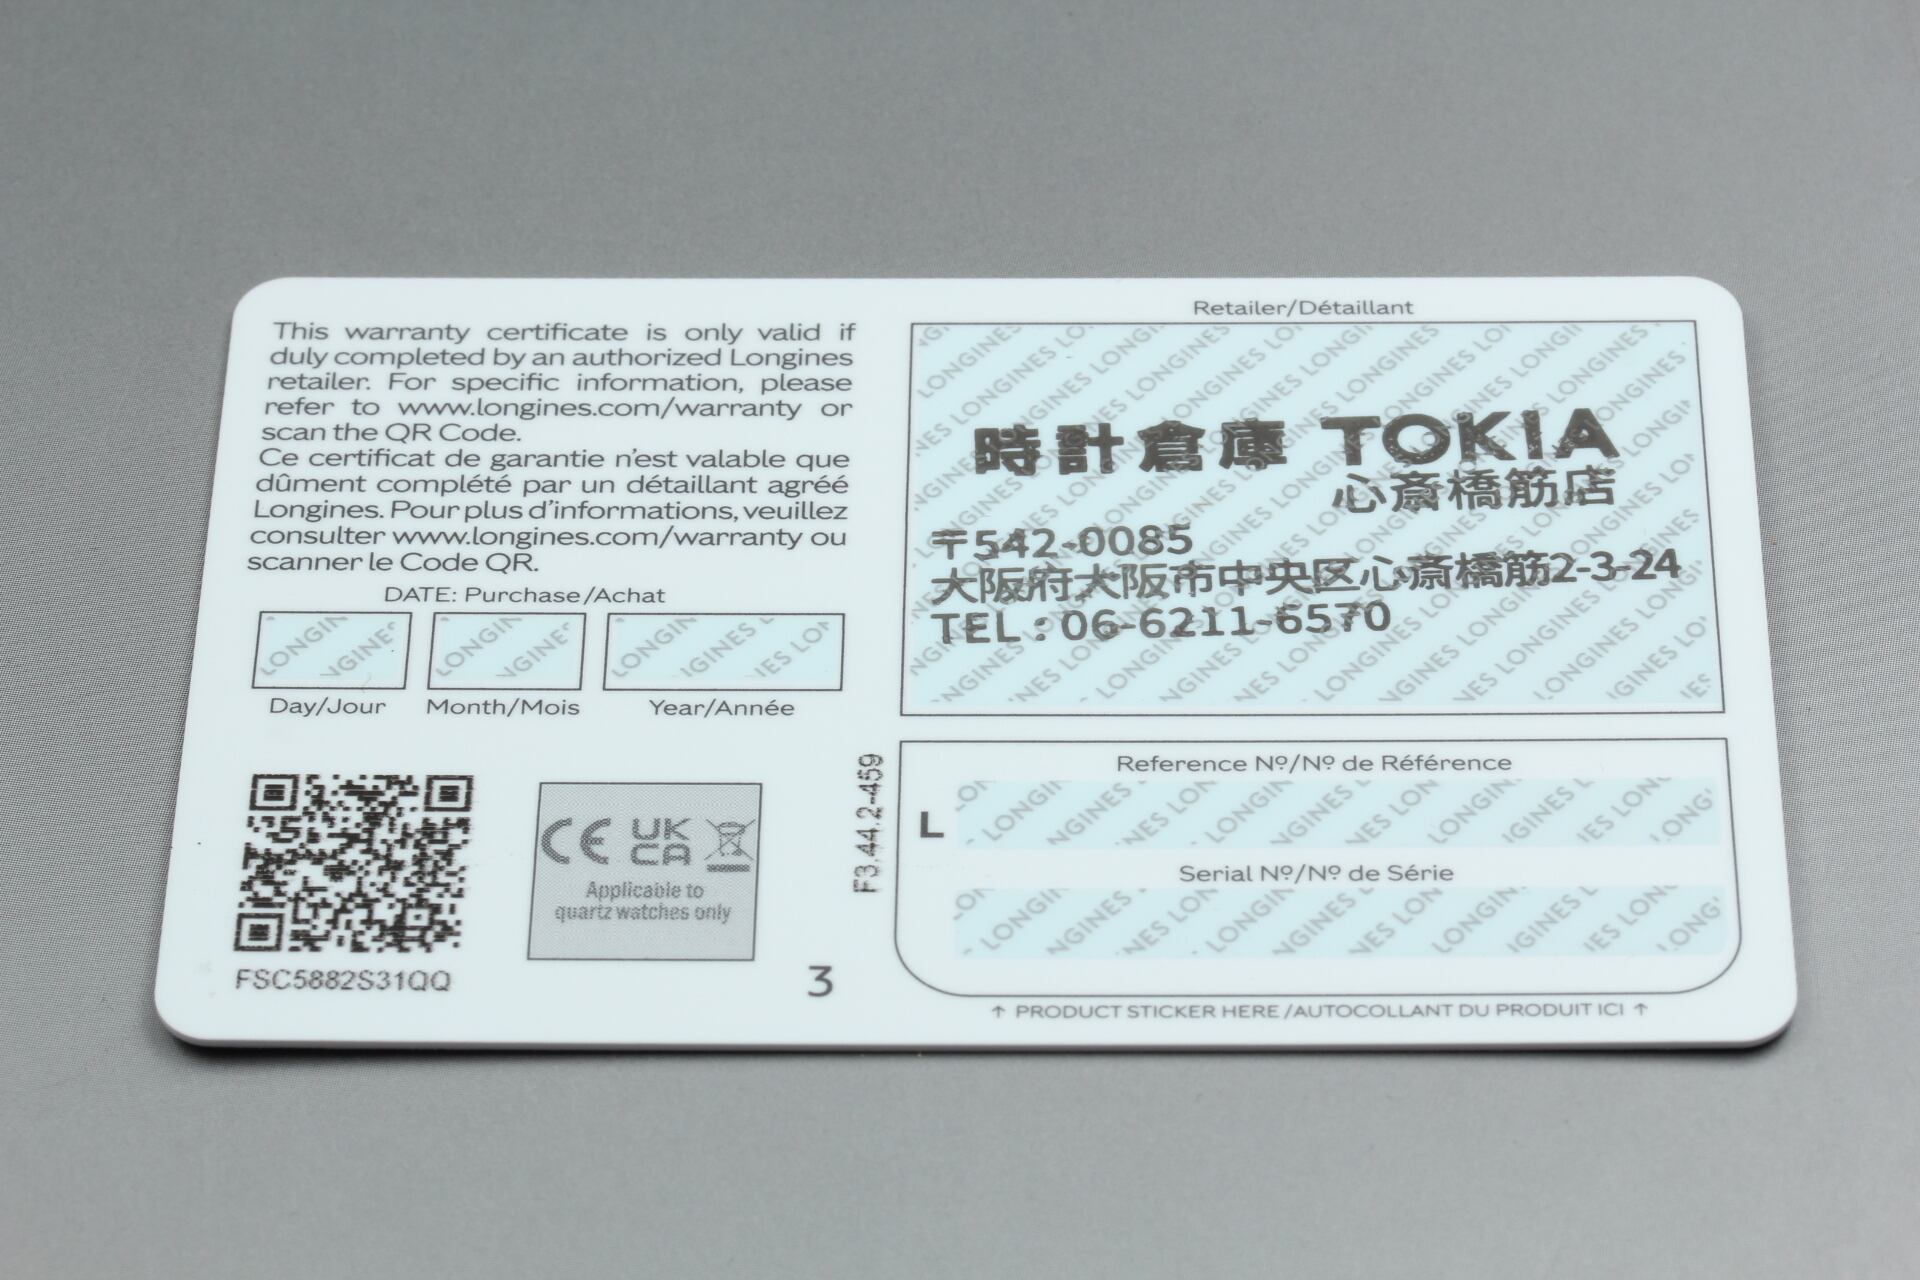 This warranty certificate is only valid if
duly completed by an authorized Longines
retailer. For specific information, please
refer to www.longines.com/warranty or
scan the QR Code.
Ce certificat de garantie n'est valable que
dûment complété par un détaillant agréé
Longines. Pour plus d'informations, veuillez
consulter www.longines.com/warranty ou
scanner le Code QR.
DATE: Purchase/Achat
Day/Jour
Month/Mois
Year/Année
FSC5882S31QQ
CE UK CA
Applicable to
quartz watches only
3
F3.44.2-459
Retailer/Détaillant
時計倉庫 TOKIA
心斎橋筋店
〒542-0085
大阪府大阪市中央区心斎橋筋2-3-24
TEL:06-6211-6570
Reference Nº/Nº de Référence
L
Serial Nº/Nº de Série
↑ PRODUCT STICKER HERE/AUTOCOLLANT DU PRODUIT ICI ↑